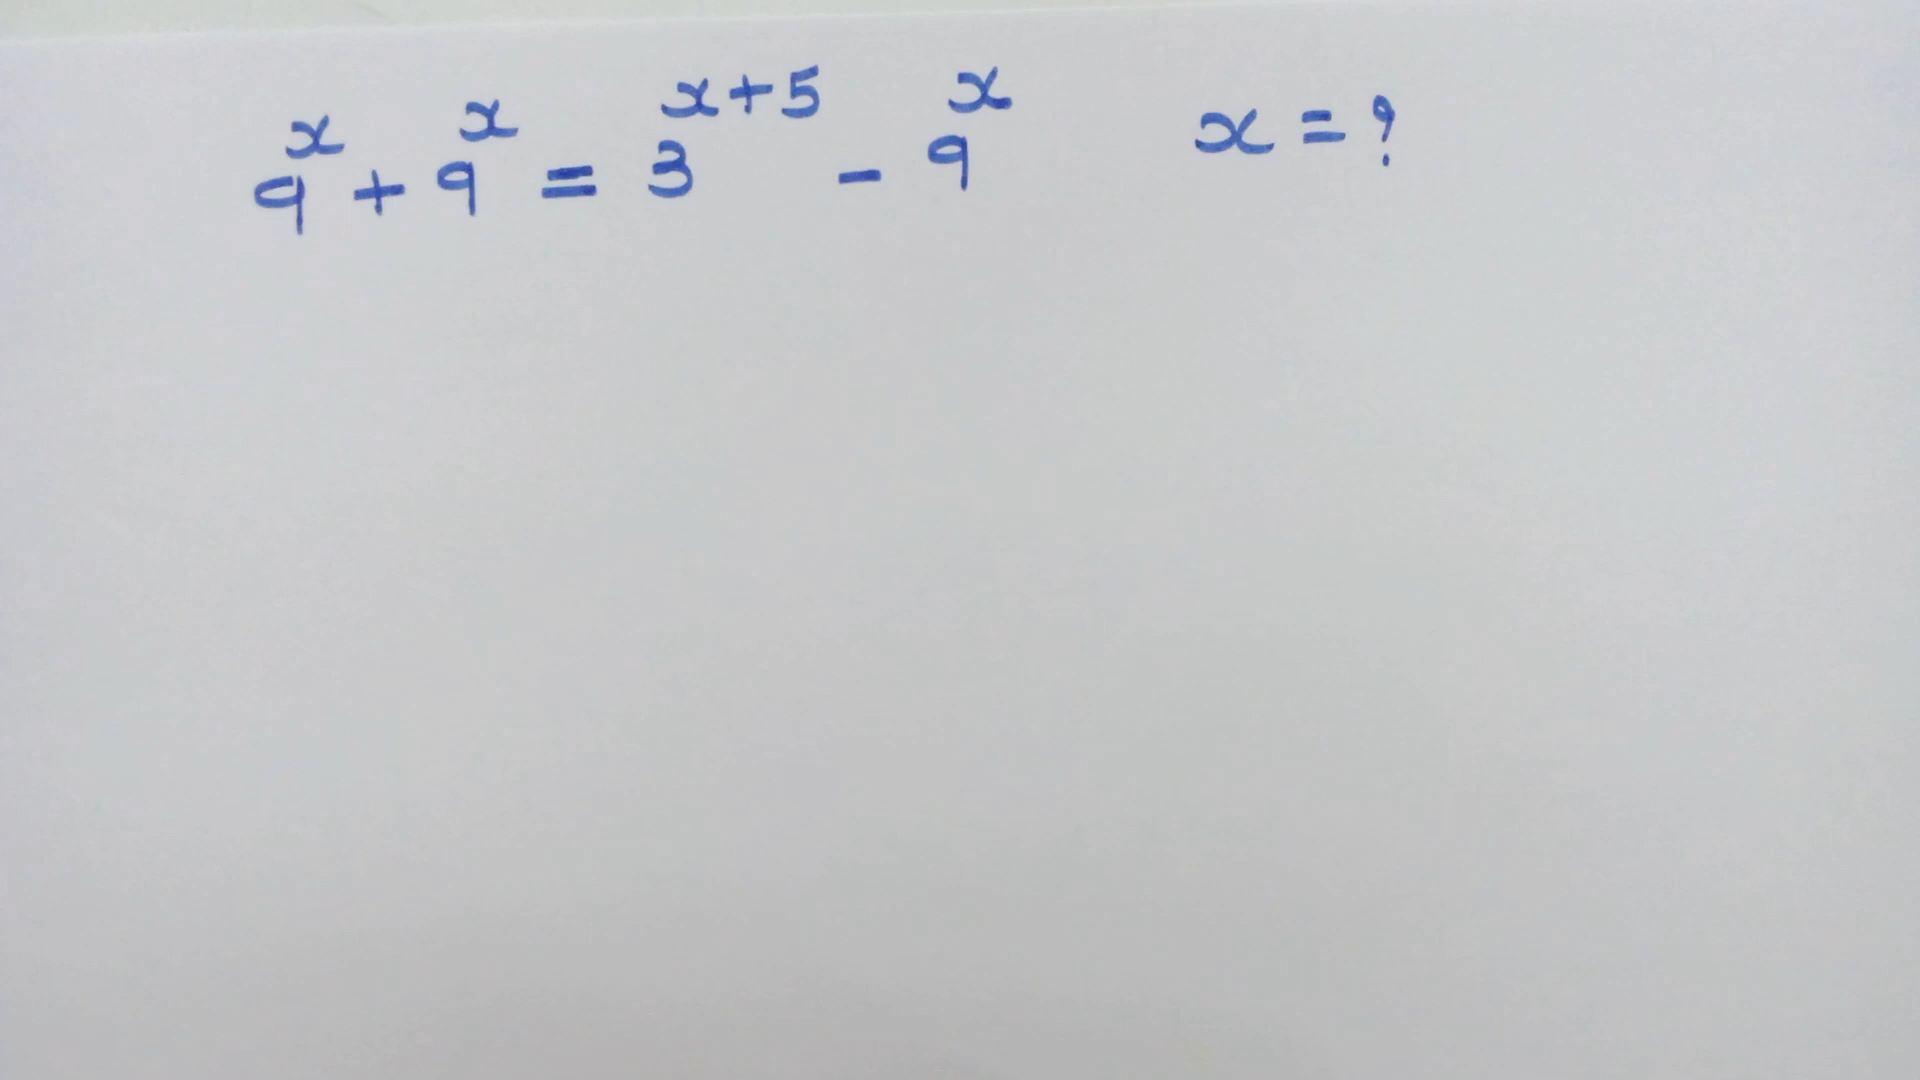 9^x + 9^x = 3^{x+5} - 9^x    x = ?